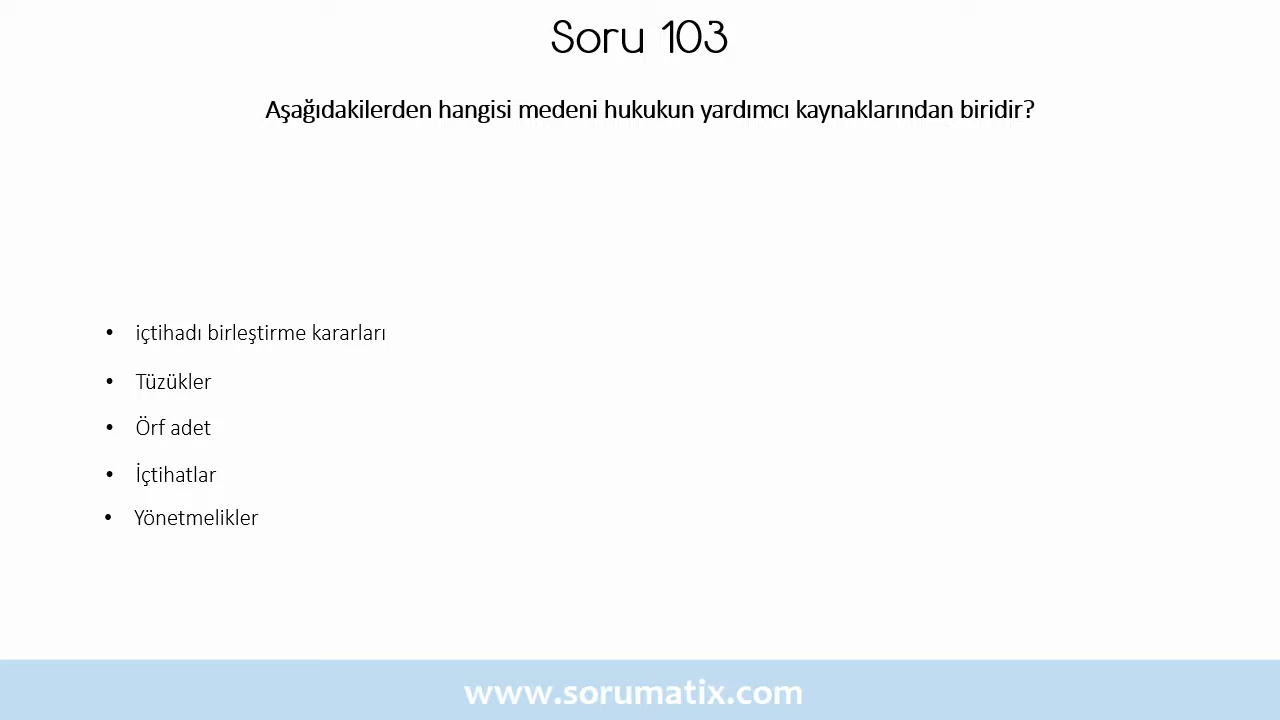 Soru 103
Aşağıdakilerden hangisi medeni hukukun yardımcı kaynaklarından biridir?
• içtihadı birleştirme kararları
• Tüzükler
• Örf adet
• İçtihatlar
• Yönetmelikler
www.sorumatix.com